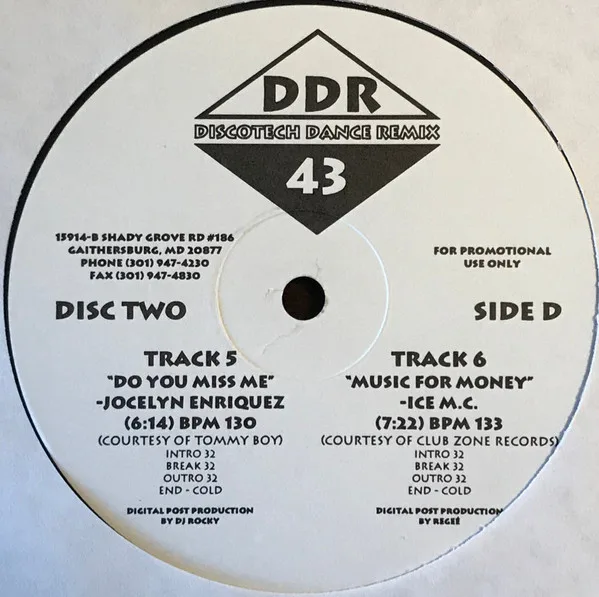 DDR
DISCOTECH DANCE REMIX
43
15914-B SHADY GROVE RD #186
GAITHERSBURG, MD 20877
PHONE (301) 947-4230
FAX (301) 947-4830
FOR PROMOTIONAL
USE ONLY
DISC TWO
SIDE D
TRACK 5
"DO YOU MISS ME"
-JOCELYN ENRIQUEZ
(6:14) BPM 130
(COURTESY OF TOMMY BOY)
INTRO 32
BREAK 32
OUTRO 32
END - COLD
DIGITAL POST PRODUCTION
BY DJ ROCKY
TRACK 6
"MUSIC FOR MONEY"
-ICE M.C.
(7:22) BPM 133
(COURTESY OF CLUB ZONE RECORDS)
INTRO 32
BREAK 32
OUTRO 32
END - COLD
DIGITAL POST PRODUCTION
BY REGEÉ